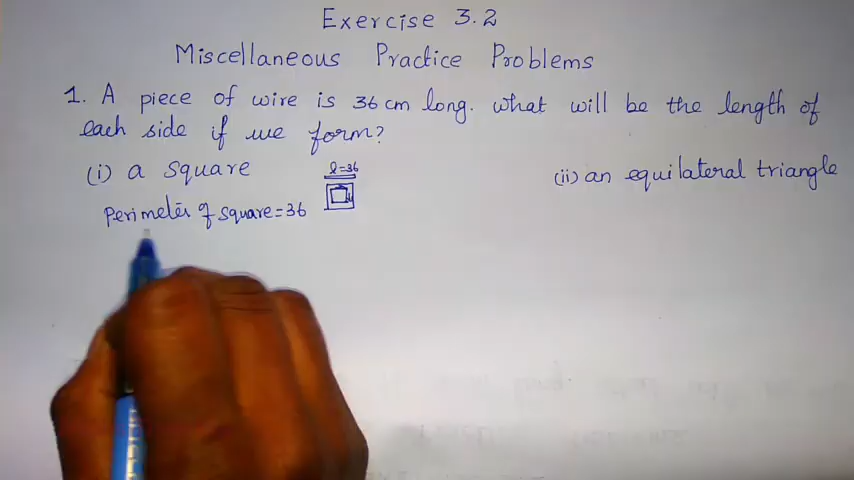 Exercise 3.2
Miscellaneous Practice Problems
1. A piece of wire is 36 cm long. what will be the length of
each side if we form?
(i) a square
l=36
(ii) an equilateral triangle
Perimeter of square = 36